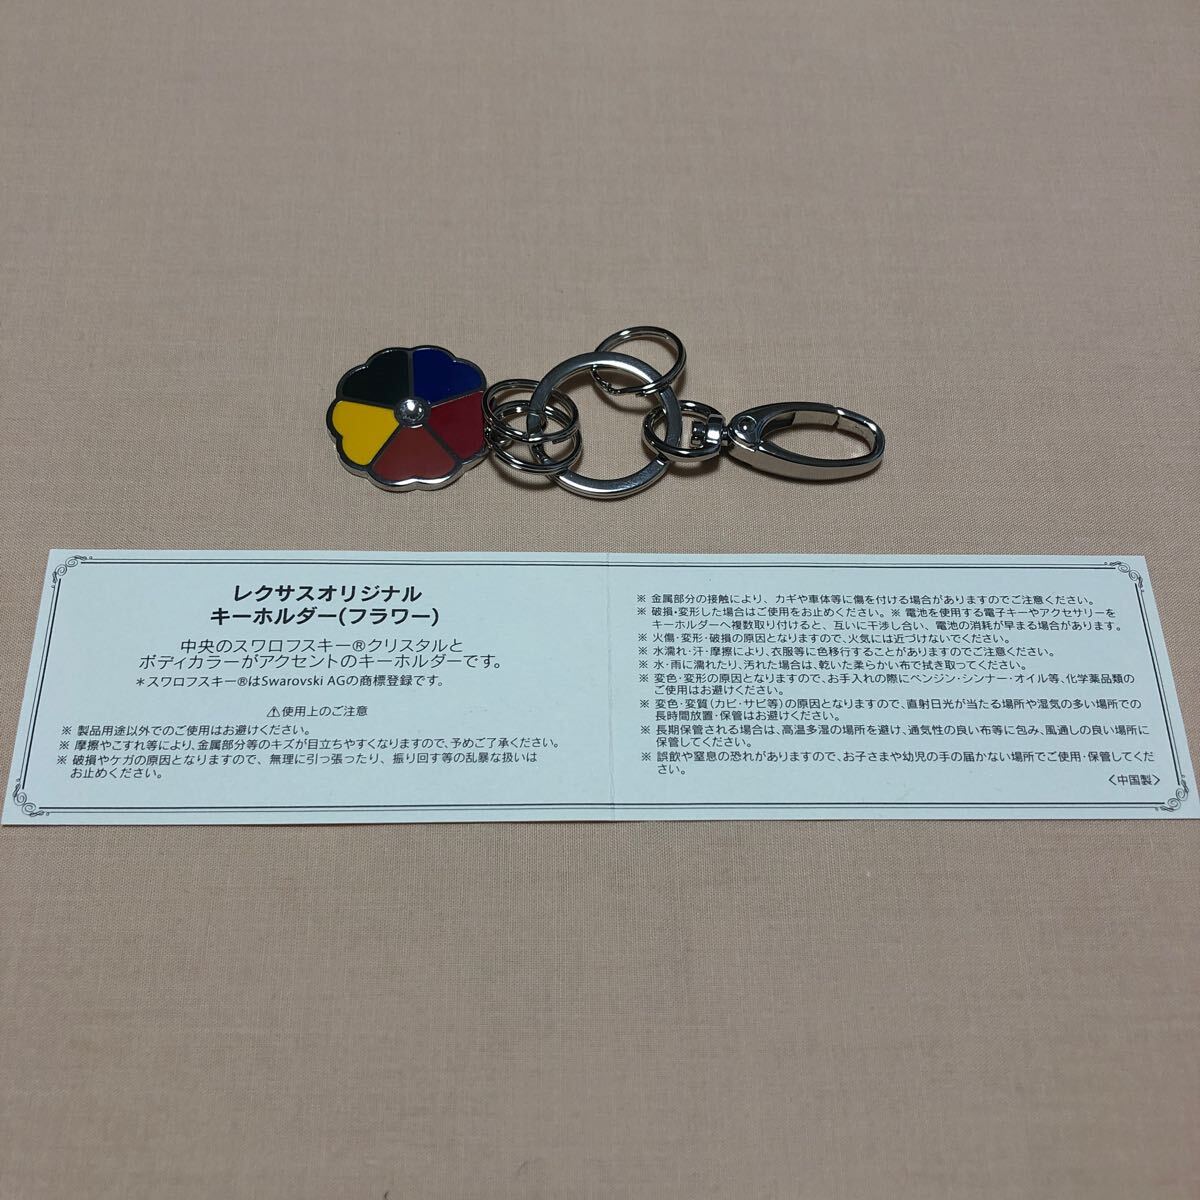 レクサスオリジナル
キーホルダー(フラワー)
中央のスワロフスキー®クリスタルと
ボディカラーがアクセントのキーホルダーです。
＊スワロフスキー®はSwarovski AGの商標登録です。
⚠使用上のご注意
※ 製品用途以外でのご使用はお避けください。
※ 摩擦やこすれ等により、金属部分等のキズが目立ちやすくなりますので、予めご了承ください。
※ 破損やケガの原因となりますので、無理に引っ張ったり、振り回す等の乱暴な扱いは
お止めください。
※ 金属部分の接触により、カギや車体等に傷を付ける場合がありますのでご注意ください。
※ 破損・変形した場合はご使用をお止めください。※ 電池を使用する電子キーやアクセサリーを
キーホルダーへ複数取り付けると、互いに干渉し合い、電池の消耗が早まる場合があります。
※ 火傷・変形・破損の原因となりますので、火気には近づけないでください。
※ 水濡れ・汗・摩擦により、衣服等に色移行することがありますのでご注意ください。
※ 水・雨に濡れたり、汚れた場合は、乾いた柔らかい布で拭き取ってください。
※ 変色・変形の原因となりますので、お手入れの際にベンジン・シンナー・オイル等、化学薬品類の
ご使用はお避けください。
※ 変色・変質(カビ・サビ等)の原因となりますので、直射日光が当たる場所や湿気の多い場所での
長時間放置・保管はお避けください。
※ 長期保管される場合は、高温多湿の場所を避け、通気性の良い布等に包み、風通しの良い場所に
保管してください。
※ 誤飲や窒息の恐れがありますので、お子さまや幼児の手の届かない場所でご使用・保管してくだ
さい。
〈中国製〉